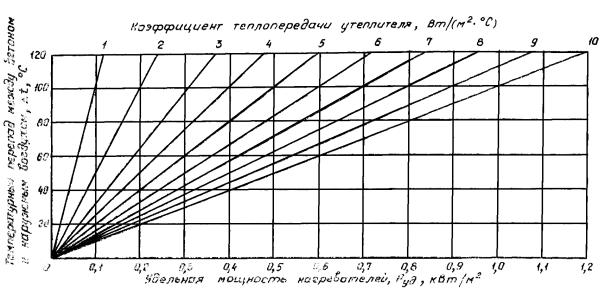 Коэффициент теплопередачи утеплителя, Вт/(м²·°С)
1 2 3 4 5 6 7 8 9 10
Температурный перепад между бетоном
и наружным воздухом, Δt, °С
120
100
80
60
40
20
0 0,1 0,2 0,3 0,4 0,5 0,6 0,7 0,8 0,9 1,0 1,1 1,2
Удельная мощность нагревателей, Руд, кВт/м²